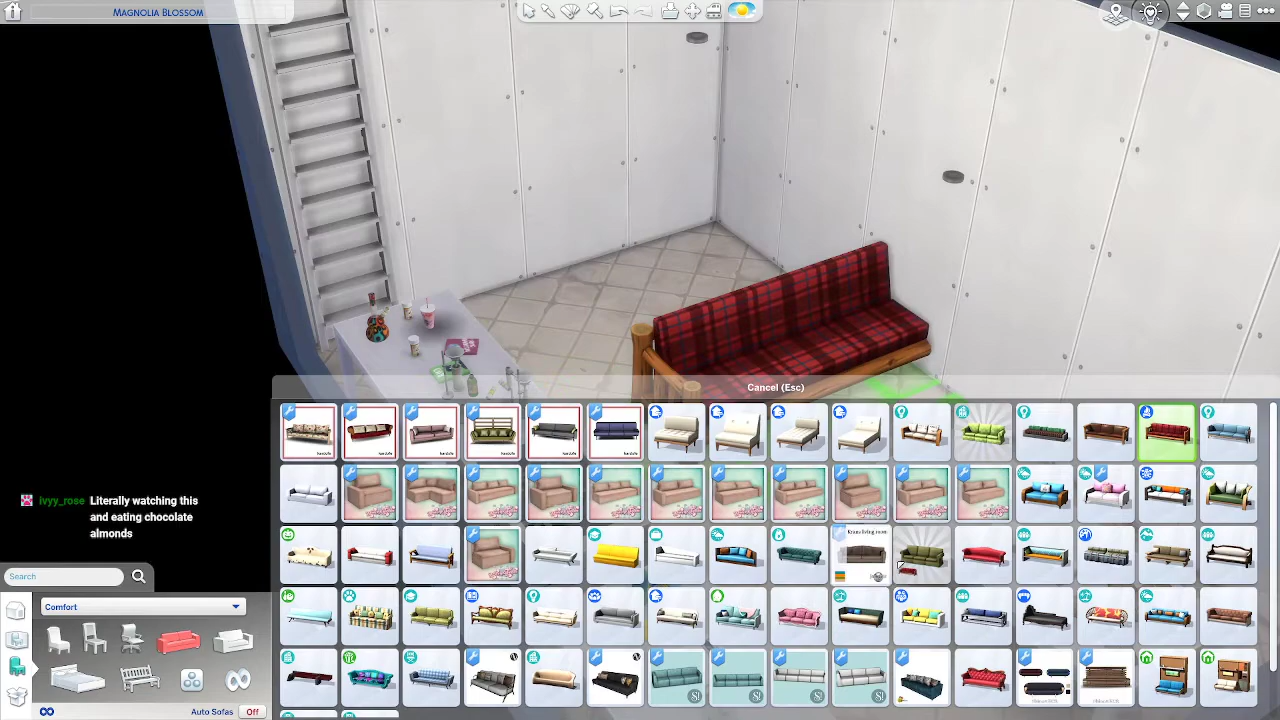 Magnolia Blossom
Cancel (Esc)
Ivyy_rose Literally watching this
and eating chocolate
almonds
Search
Comfort
Auto Sofas Off